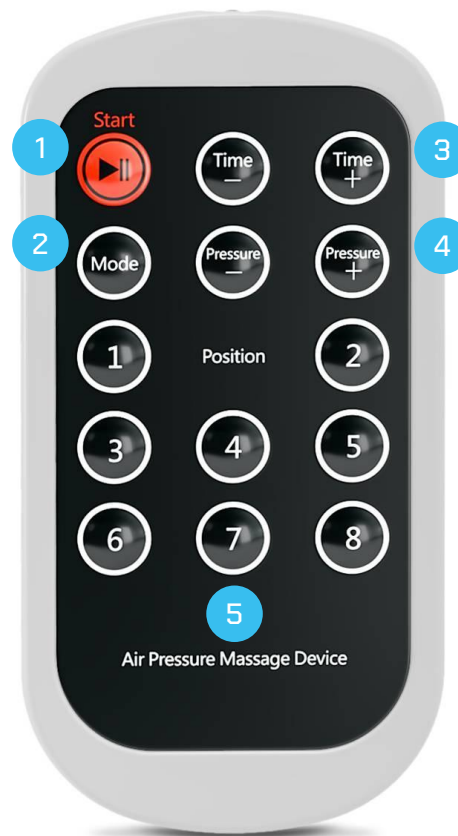 Start
1
Time
−
Time
+
3
2
Mode
Pressure
−
Pressure
+
4
1
Position
2
3
4
5
6
7
8
5
Air Pressure Massage Device